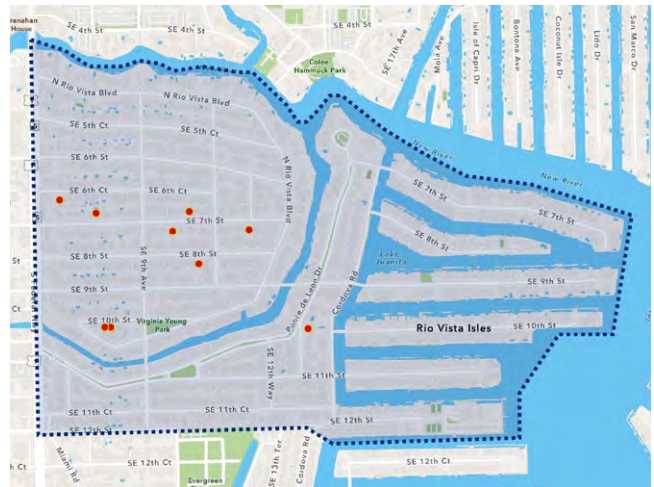 SE 4th St
SE 4th St
House
Colee
Hammock Park
SE 17th Ave
Mola Ave
Isle of Capri Dr
Bontona Ave
Coconut Isle Dr
Lido Dr
San Marco Dr
N Rio Vista Blvd
N Rio Vista Blvd
SE 5th Ct
SE 5th Ct
SE 6th St
New River
New River
SE 6th Ct
SE 6th Ct
N Rio Vista Blvd
SE 7th St
SE 7th St
SE 7th St
SE 8th St
SE 8th St
SE 8th St
SE 9th Ave
Lake
Juanita
SE 9th St
SE 9th St
Ponce de Leon Dr
Cordova Rd
SE 10th St
Virginia Young
Park
Rio Vista Isles
SE 10th St
SE 11th St
SE 12th Way
SE 11th Ct
SE 11th Ct
SE 12th St
SE 12th St
Miami Rd
SE 12th Ct
SE 13th Ter
Cordova Rd
SE 12th Ct
Evergreen